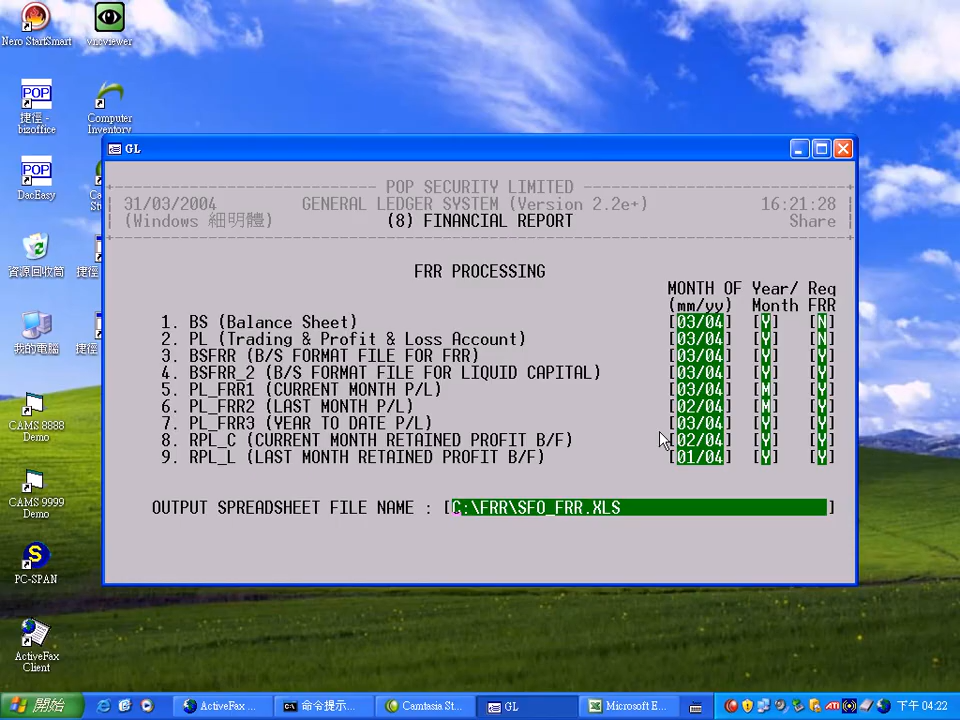 Nero StartSmart
vncviewer
POP
捷徑 -
bizoffice
Computer
Inventory
POP
DacEasy
資源回收筒
捷徑
我的電腦
捷徑
CAMS 8888
Demo
CAMS 9999
Demo
S
PC-SPAN
ActiveFax
Client
GL
POP SECURITY LIMITED
31/03/2004 GENERAL LEDGER SYSTEM (Version 2.2e+) 16:21:28
(Windows 細明體) (8) FINANCIAL REPORT Share
FRR PROCESSING
MONTH OF Year/ Req
(mm/yy) Month FRR
1. BS (Balance Sheet) [03/04] [Y] [N]
2. PL (Trading & Profit & Loss Account) [03/04] [Y] [N]
3. BSFRR (B/S FORMAT FILE FOR FRR) [03/04] [Y] [Y]
4. BSFRR_2 (B/S FORMAT FILE FOR LIQUID CAPITAL) [03/04] [Y] [Y]
5. PL_FRR1 (CURRENT MONTH P/L) [03/04] [M] [Y]
6. PL_FRR2 (LAST MONTH P/L) [02/04] [M] [Y]
7. PL_FRR3 (YEAR TO DATE P/L) [03/04] [Y] [Y]
8. RPL_C (CURRENT MONTH RETAINED PROFIT B/F) [02/04] [Y] [Y]
9. RPL_L (LAST MONTH RETAINED PROFIT B/F) [01/04] [Y] [Y]
OUTPUT SPREADSHEET FILE NAME : [C:\FRR\SFO_FRR.XLS ]
開始
ActiveFax ...
命令提示...
Camtasia St...
GL
Microsoft E...
下午 04:22